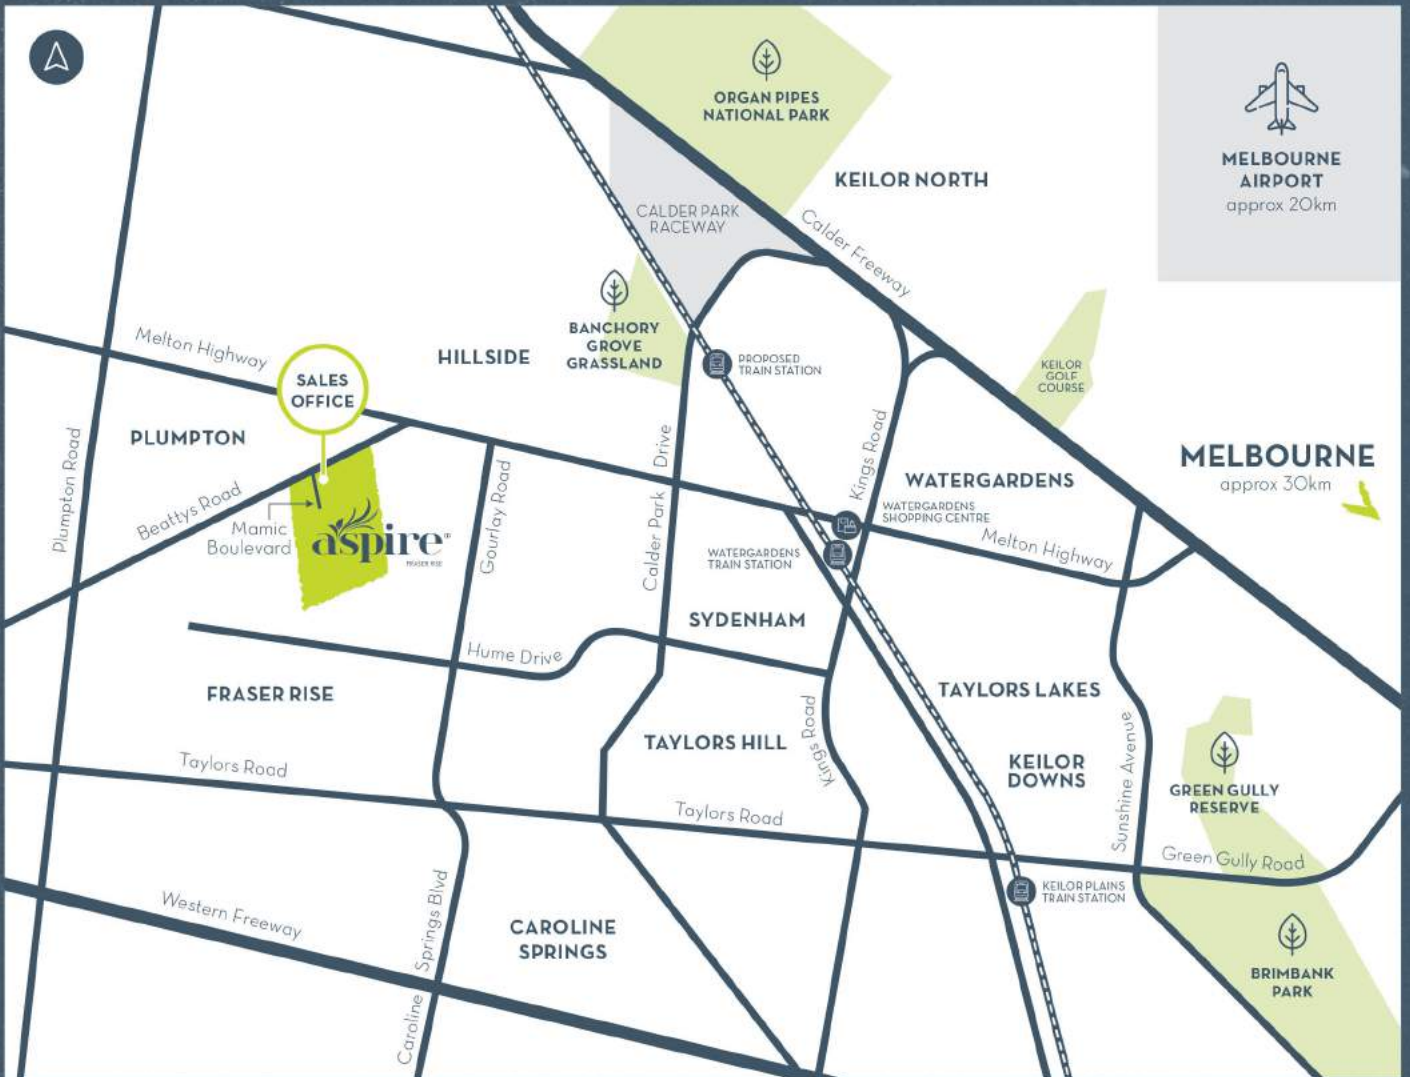 ORGAN PIPES
NATIONAL PARK
MELBOURNE
AIRPORT
approx 20km
KEILOR NORTH
CALDER PARK
RACEWAY
Calder Freeway
BANCHORY
GROVE
GRASSLAND
Melton Highway
HILLSIDE
PROPOSED
TRAIN STATION
KEILOR
GOLF
COURSE
SALES
OFFICE
PLUMPTON
Plumpton Road
Beattys Road
Mamic
Boulevard
aspire
FRASER RISE
Gourlay Road
Calder Park Drive
Kings Road
WATERGARDENS
WATERGARDENS
SHOPPING CENTRE
MELBOURNE
approx 30km
Melton Highway
WATERGARDENS
TRAIN STATION
SYDENHAM
Hume Drive
FRASER RISE
TAYLORS LAKES
Kings Road
TAYLORS HILL
KEILOR
DOWNS
Sunshine Avenue
GREEN GULLY
RESERVE
Taylors Road
Taylors Road
Green Gully Road
KEILOR PLAINS
TRAIN STATION
Western Freeway
Caroline Springs Blvd
CAROLINE
SPRINGS
BRIMBANK
PARK